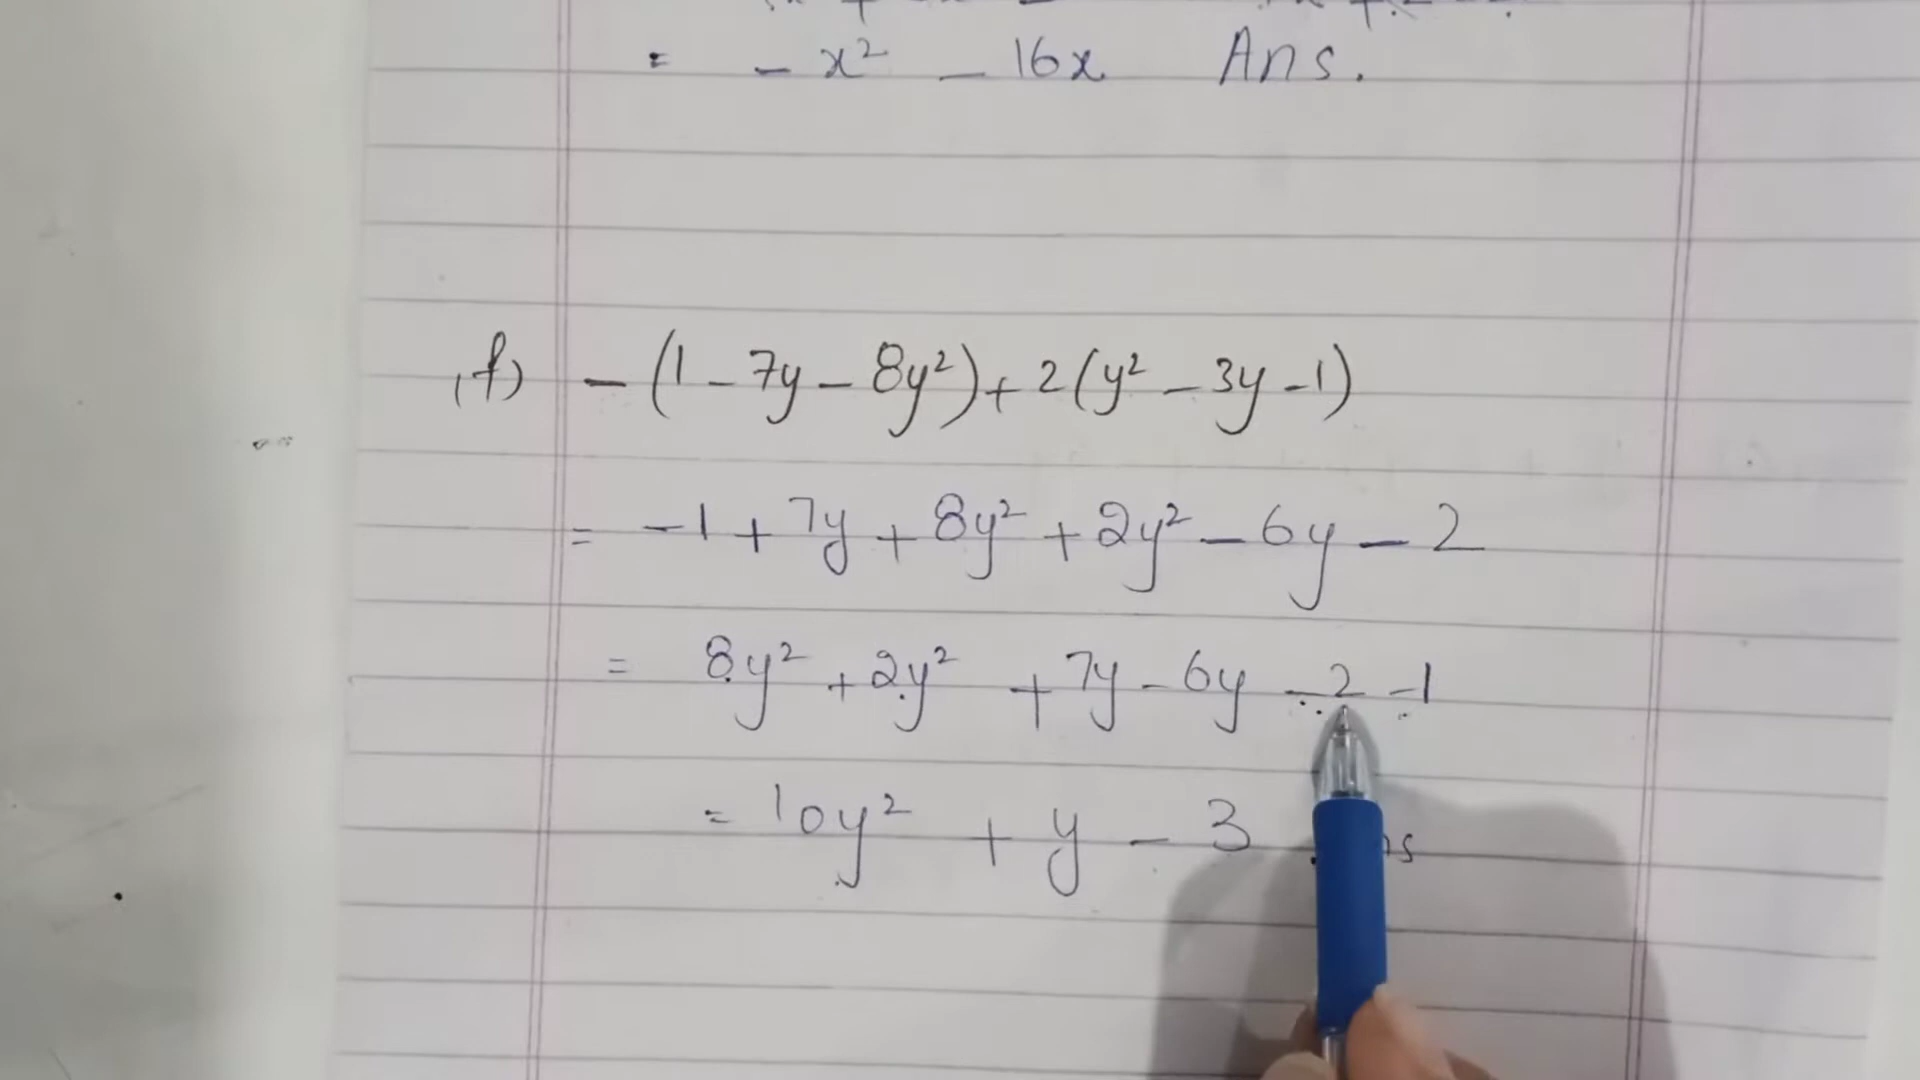 = - x² - 16x Ans.
(f) - (1 - 7y - 8y²) + 2(y² - 3y - 1)
= -1 + 7y + 8y² + 2y² - 6y - 2
= 8y² + 2y² + 7y - 6y - 2 - 1
= 10y² + y - 3